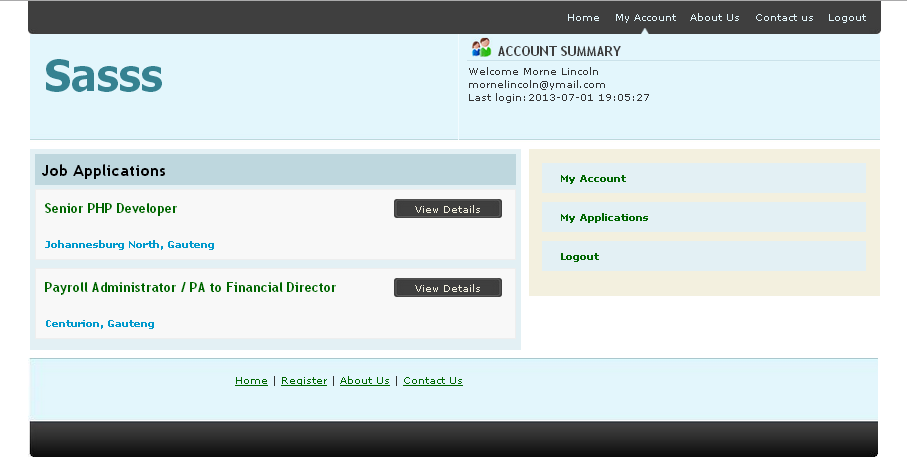 Home My Account About Us Contact us Logout
Sasss
ACCOUNT SUMMARY
Welcome Morne Lincoln
mornelincoln@ymail.com
Last login: 2013-07-01 19:05:27
Job Applications
Senior PHP Developer
View Details
Johannesburg North, Gauteng
Payroll Administrator / PA to Financial Director
View Details
Centurion, Gauteng
My Account
My Applications
Logout
Home | Register | About Us | Contact Us